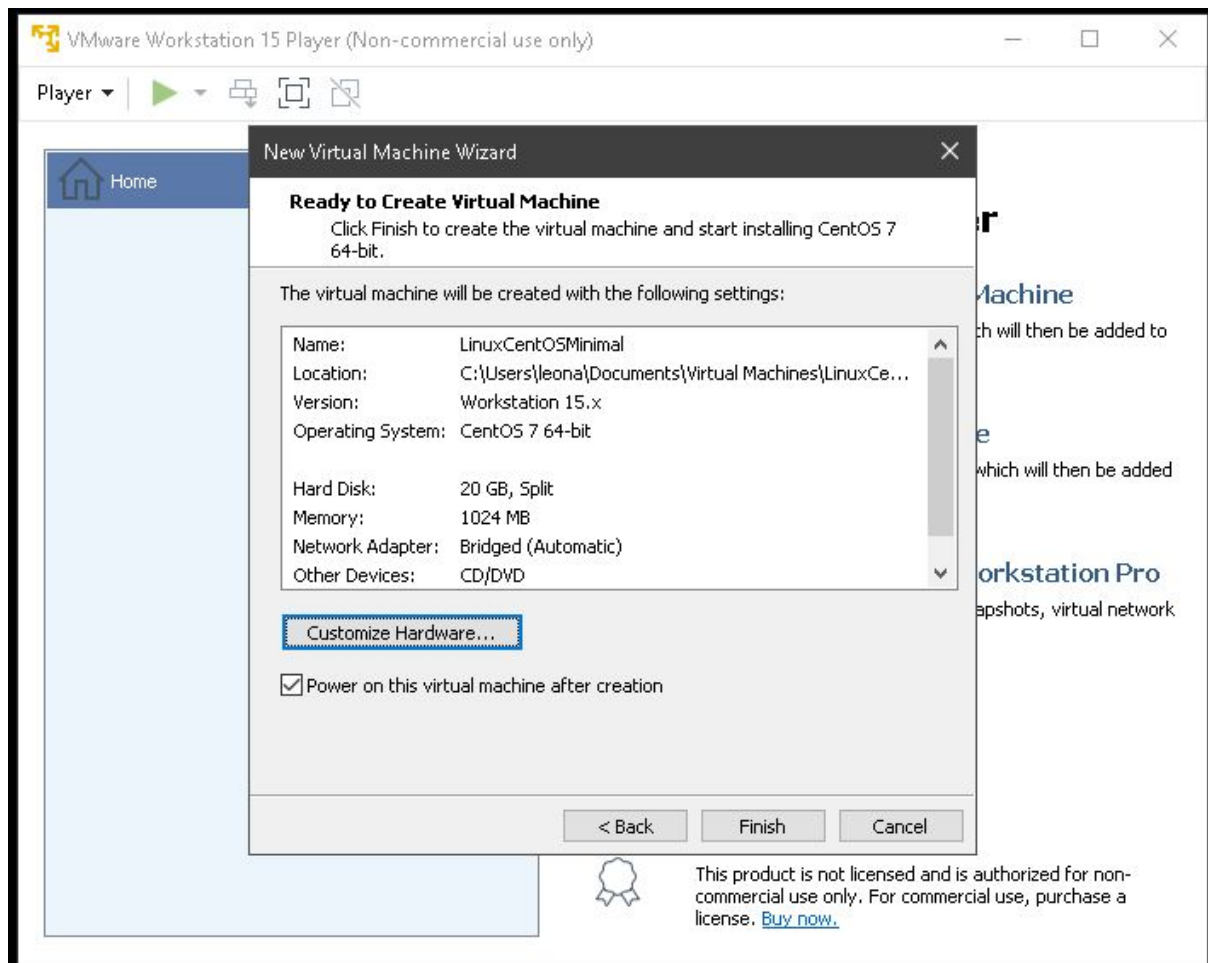 VMware Workstation 15 Player (Non-commercial use only)
Player
Home
New Virtual Machine Wizard
Ready to Create Virtual Machine
Click Finish to create the virtual machine and start installing CentOS 7
64-bit.
The virtual machine will be created with the following settings:
Name: LinuxCentOSMinimal
Location: C:\Users\leona\Documents\Virtual Machines\LinuxCe...
Version: Workstation 15.x
Operating System: CentOS 7 64-bit
Hard Disk: 20 GB, Split
Memory: 1024 MB
Network Adapter: Bridged (Automatic)
Other Devices: CD/DVD
Customize Hardware...
Power on this virtual machine after creation
< Back Finish Cancel
r
Machine
will then be added to
e
which will then be added
orkstation Pro
apshots, virtual network
This product is not licensed and is authorized for non-
commercial use only. For commercial use, purchase a
license. Buy now.